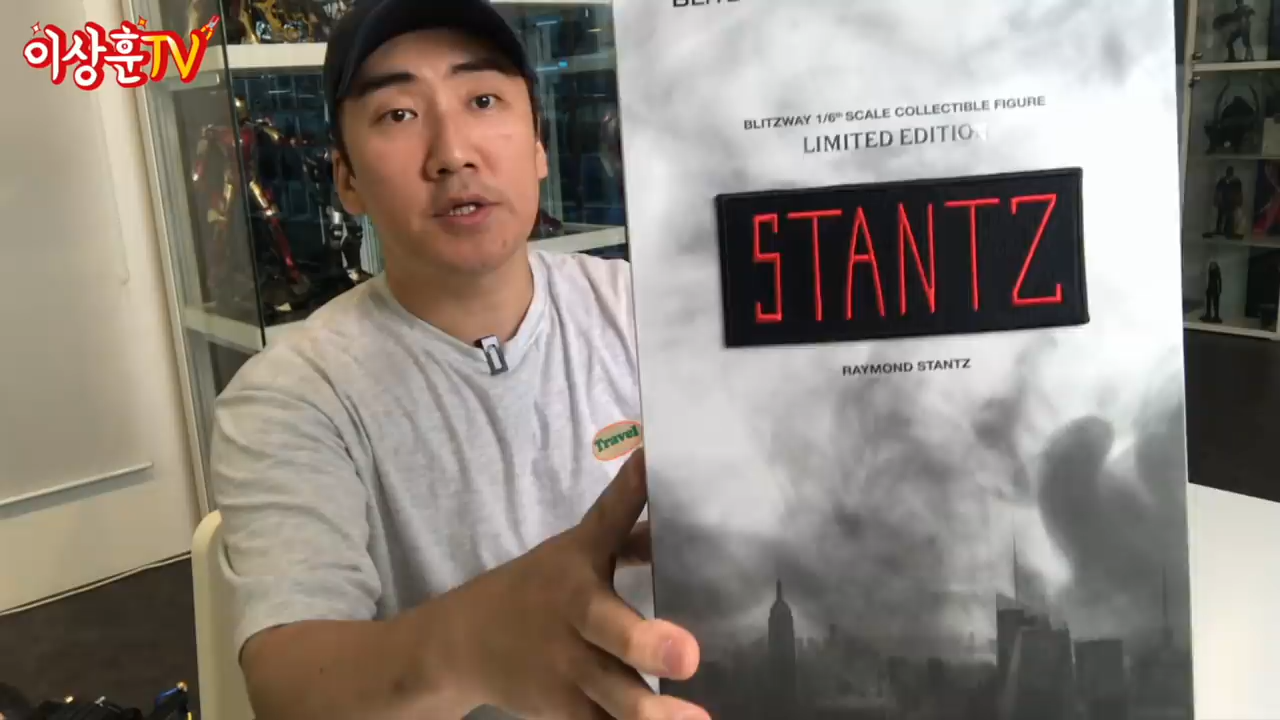 이상훈TV
BLITZWAY 1/6th SCALE COLLECTIBLE FIGURE
LIMITED EDITION
STANTZ
RAYMOND STANTZ
Travel